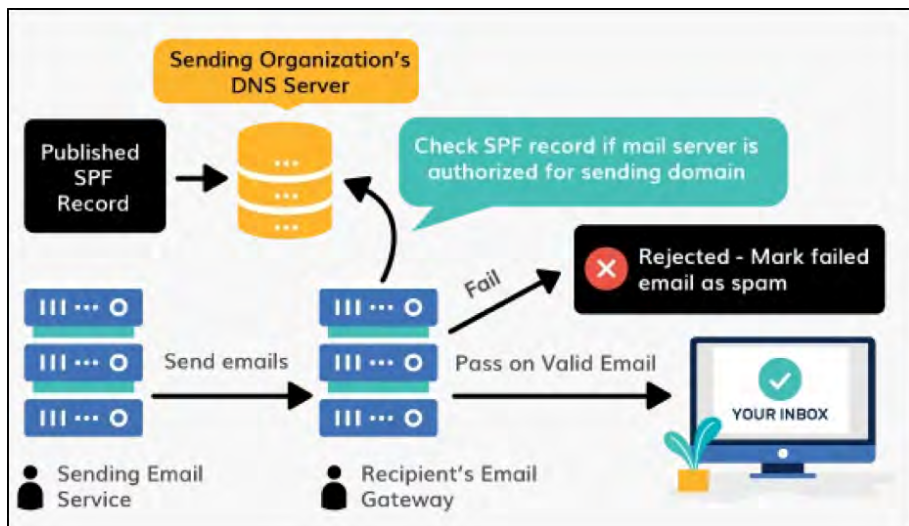 Sending Organization's
DNS Server
Published
SPF
Record
Check SPF record if mail server is
authorized for sending domain
Fail
Rejected - Mark failed
email as spam
Send emails
Pass on Valid Email
YOUR INBOX
Sending Email
Service
Recipient's Email
Gateway